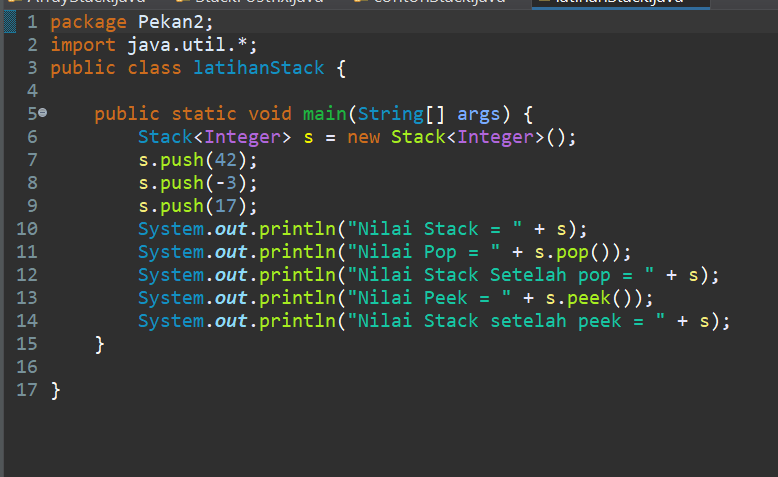 1 package Pekan2;
2 import java.util.*;
3 public class latihanStack {
4
5 public static void main(String[] args) {
6 Stack<Integer> s = new Stack<Integer>();
7 s.push(42);
8 s.push(-3);
9 s.push(17);
10 System.out.println("Nilai Stack = " + s);
11 System.out.println("Nilai Pop = " + s.pop());
12 System.out.println("Nilai Stack Setelah pop = " + s);
13 System.out.println("Nilai Peek = " + s.peek());
14 System.out.println("Nilai Stack setelah peek = " + s);
15 }
16
17 }